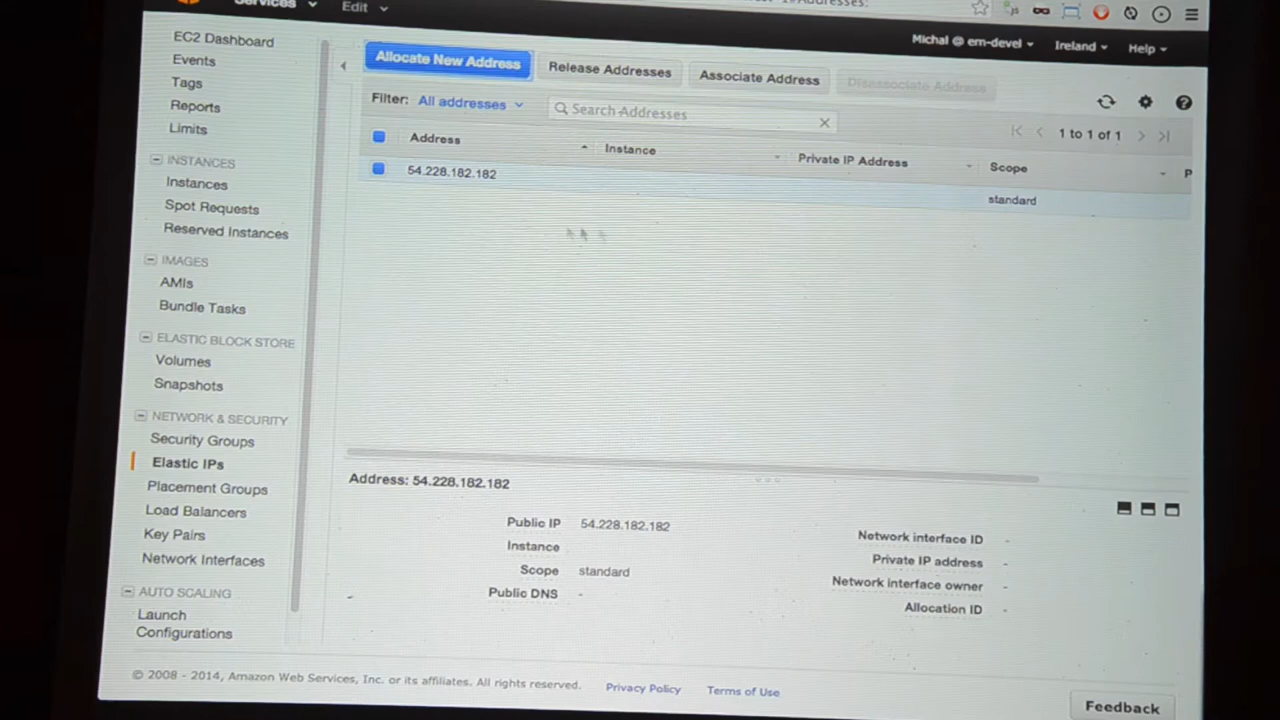 Services
Edit
Michal @ em-devel
Ireland
Help
EC2 Dashboard
Events
Tags
Reports
Limits
INSTANCES
Instances
Spot Requests
Reserved Instances
IMAGES
AMIs
Bundle Tasks
ELASTIC BLOCK STORE
Volumes
Snapshots
NETWORK & SECURITY
Security Groups
Elastic IPs
Placement Groups
Load Balancers
Key Pairs
Network Interfaces
AUTO SCALING
Launch
Configurations
Allocate New Address
Release Addresses
Associate Address
Disassociate Address
Filter: All addresses
Search Addresses
1 to 1 of 1
Address
Instance
Private IP Address
Scope
P
54.228.182.182
standard
Address: 54.228.182.182
Public IP 54.228.182.182
Instance
Scope standard
Public DNS -
Network interface ID -
Private IP address -
Network interface owner -
Allocation ID -
© 2008 - 2014, Amazon Web Services, Inc. or its affiliates. All rights reserved.
Privacy Policy
Terms of Use
Feedback